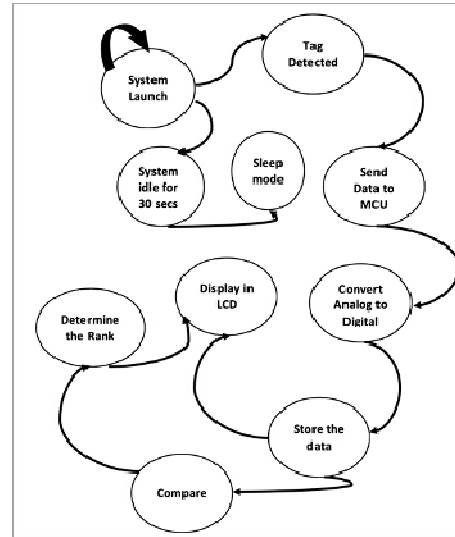 System
Launch
Tag
Detected
System
idle for
30 secs
Sleep
mode
Send
Data to
MCU
Convert
Analog to
Digital
Display in
LCD
Determine
the Rank
Store the
data
Compare